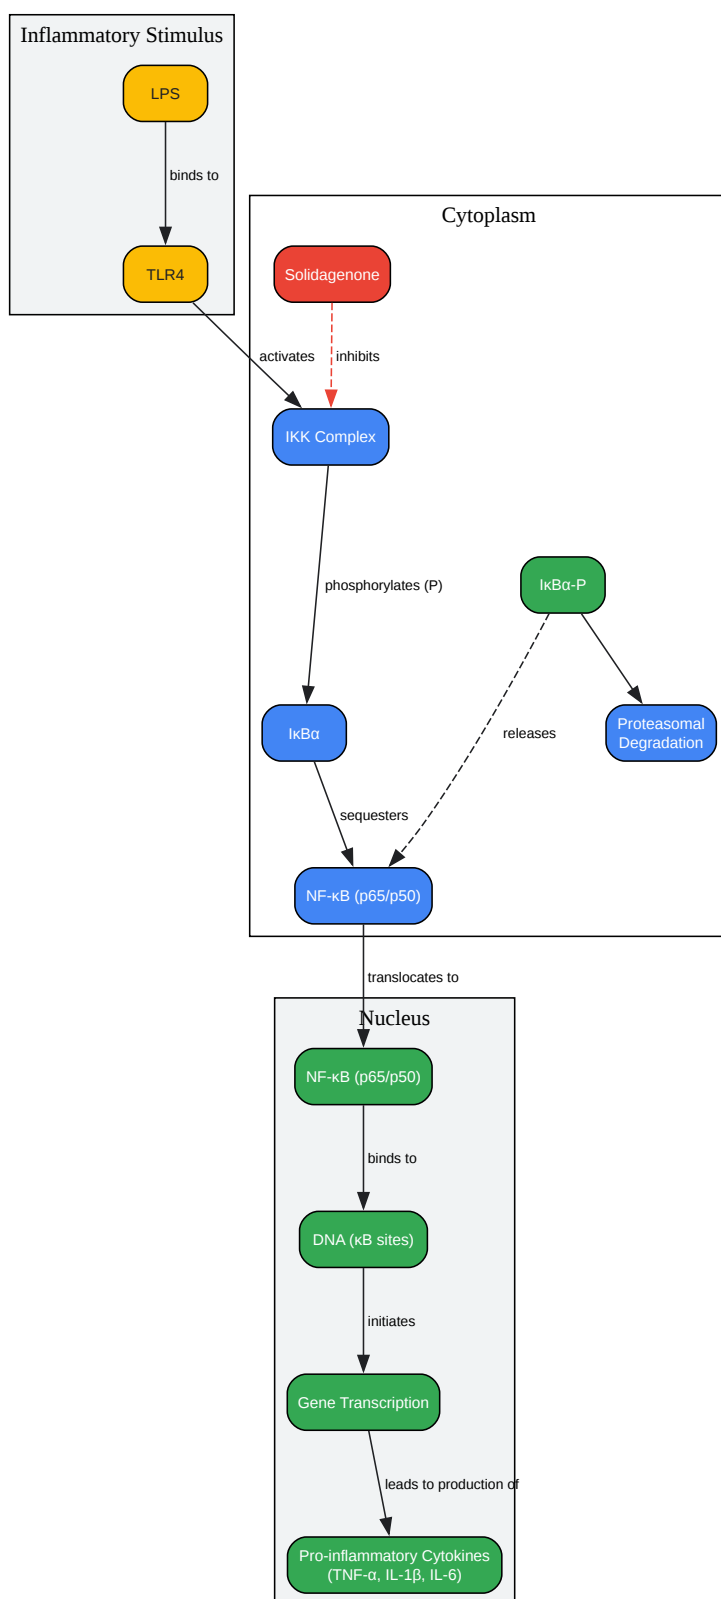 Inflammatory Stimulus
LPS
binds to
Cytoplasm
TLR4
Solidagenone
activates
inhibits
IKK Complex
phosphorylates (P)
IκBα-P
IκBα
releases
Proteasomal
Degradation
sequesters
NF-κB (p65/p50)
translocates to
Nucleus
NF-κB (p65/p50)
binds to
DNA (κB sites)
initiates
Gene Transcription
leads to production of
Pro-inflammatory Cytokines
(TNF-α, IL-1β, IL-6)